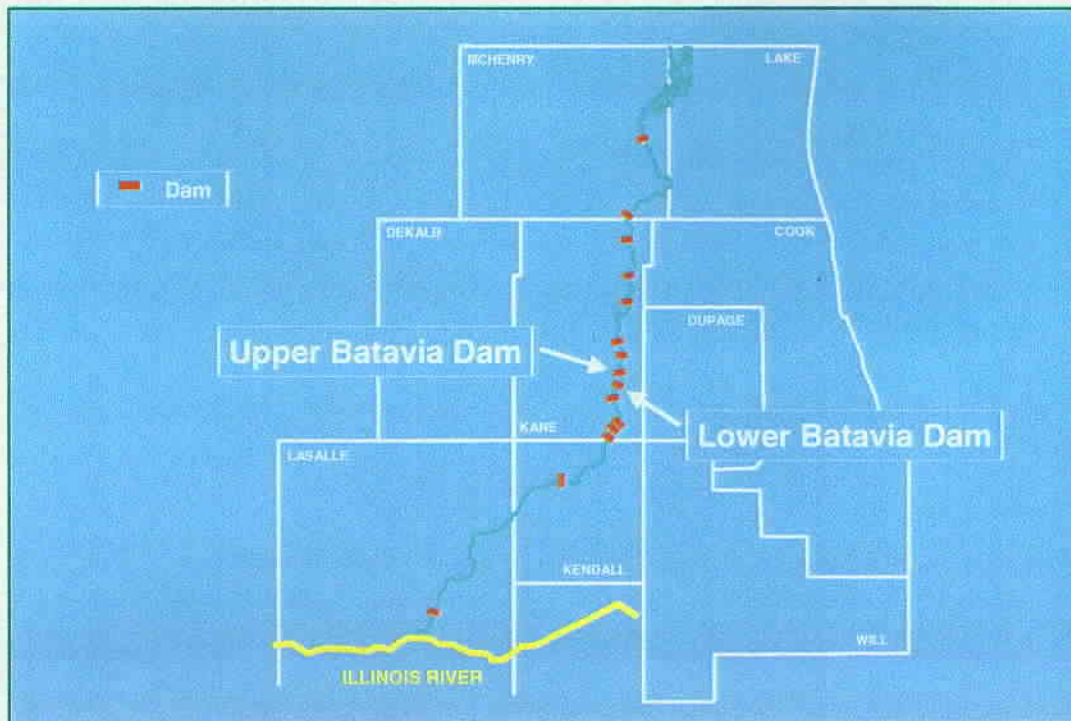 MCHENRY
LAKE
Dam
DEKALB
COOK
DUPAGE
Upper Batavia Dam
KANE
Lower Batavia Dam
LASALLE
KENDALL
WILL
ILLINOIS RIVER